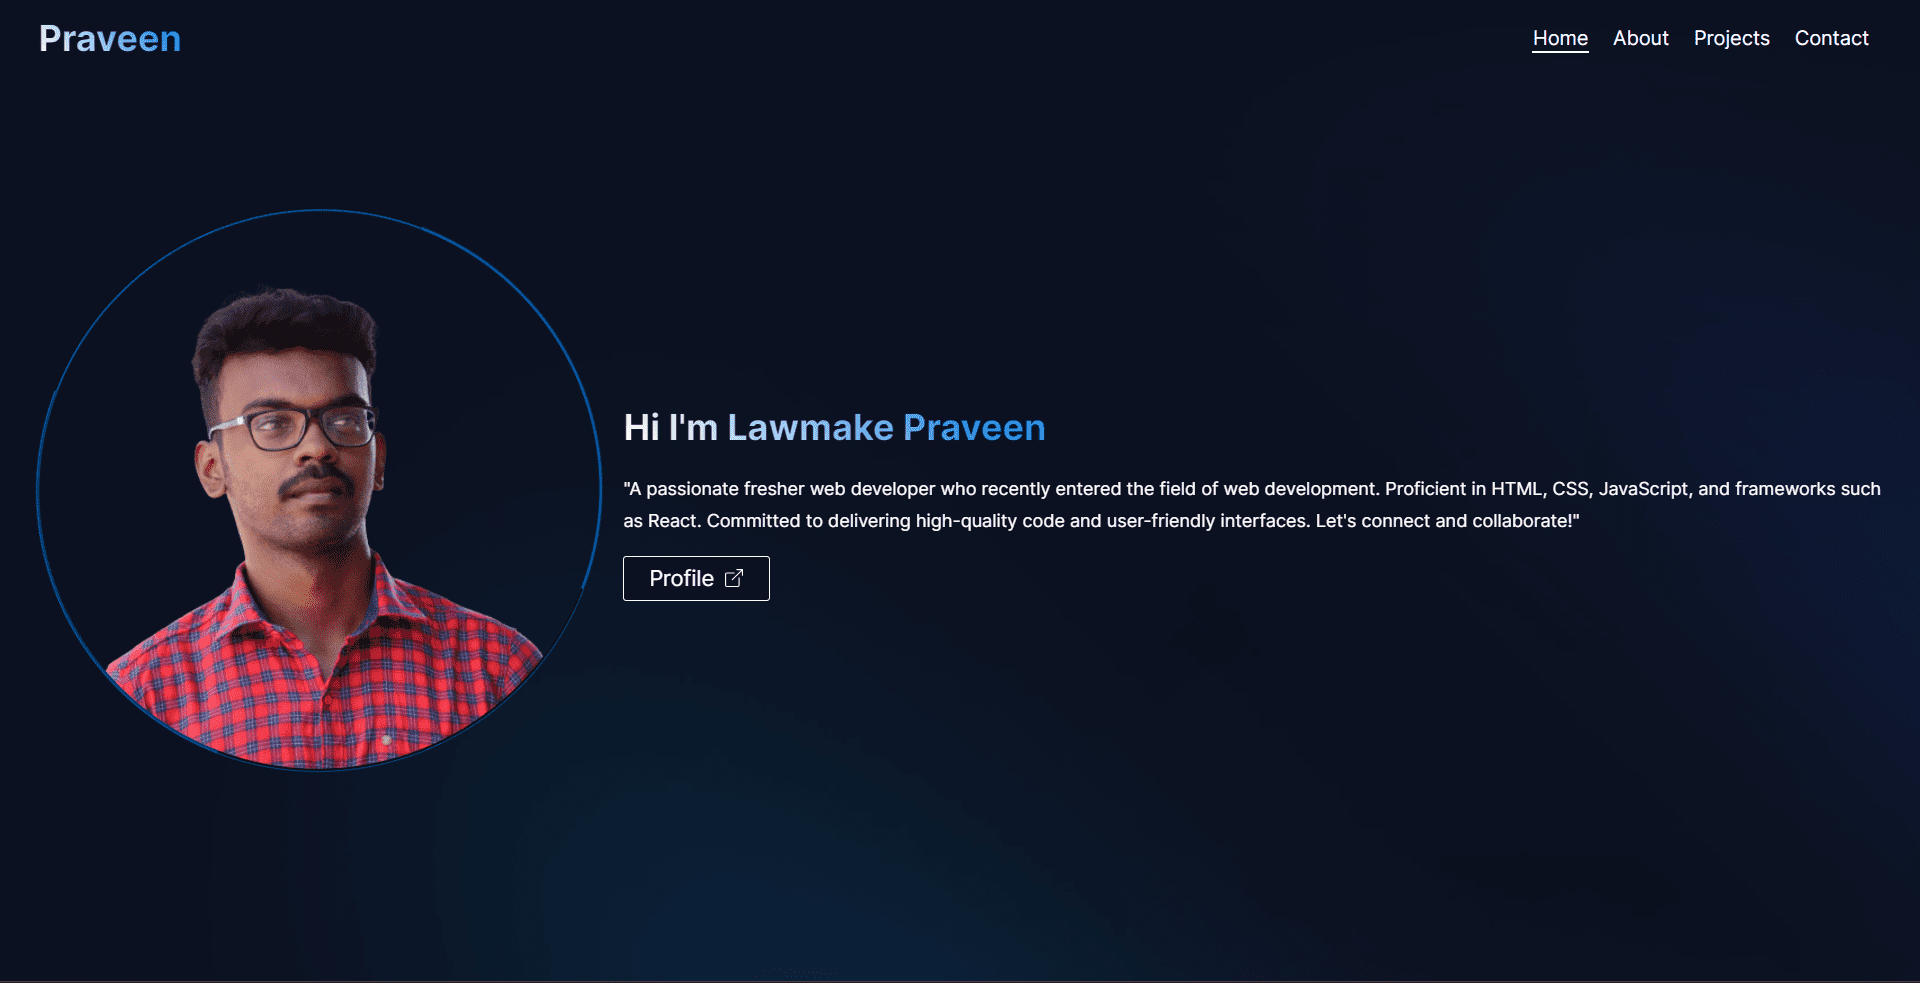 Praveen
Home About Projects Contact
Hi I'm Lawmake Praveen
"A passionate fresher web developer who recently entered the field of web development. Proficient in HTML, CSS, JavaScript, and frameworks such
as React. Committed to delivering high-quality code and user-friendly interfaces. Let's connect and collaborate!"
Profile